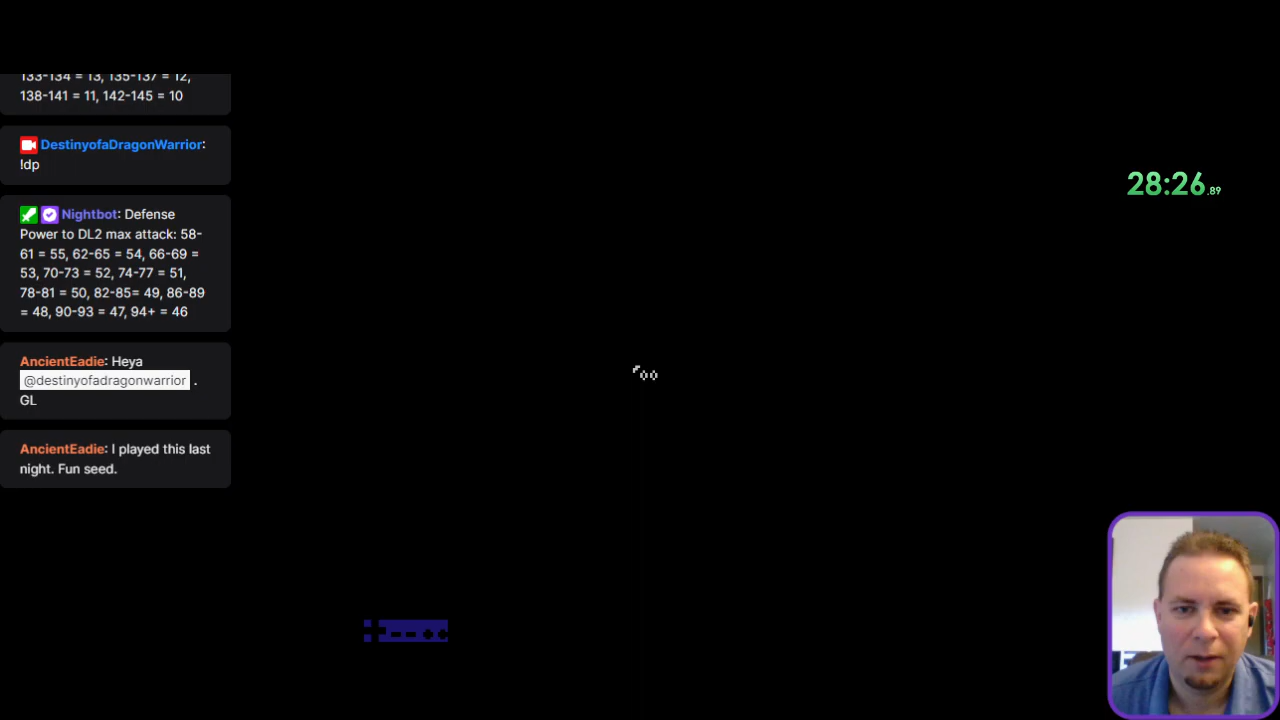 133-134 = 13, 135-137 = 12,
138-141 = 11, 142-145 = 10
DestinyofaDragonWarrior:
!dp
Nightbot: Defense
Power to DL2 max attack: 58-
61 = 55, 62-65 = 54, 66-69 =
53, 70-73 = 52, 74-77 = 51,
78-81 = 50, 82-85= 49, 86-89
= 48, 90-93 = 47, 94+ = 46
AncientEadie: Heya
@destinyofadragonwarrior .
GL
AncientEadie: I played this last
night. Fun seed.
28:26.89